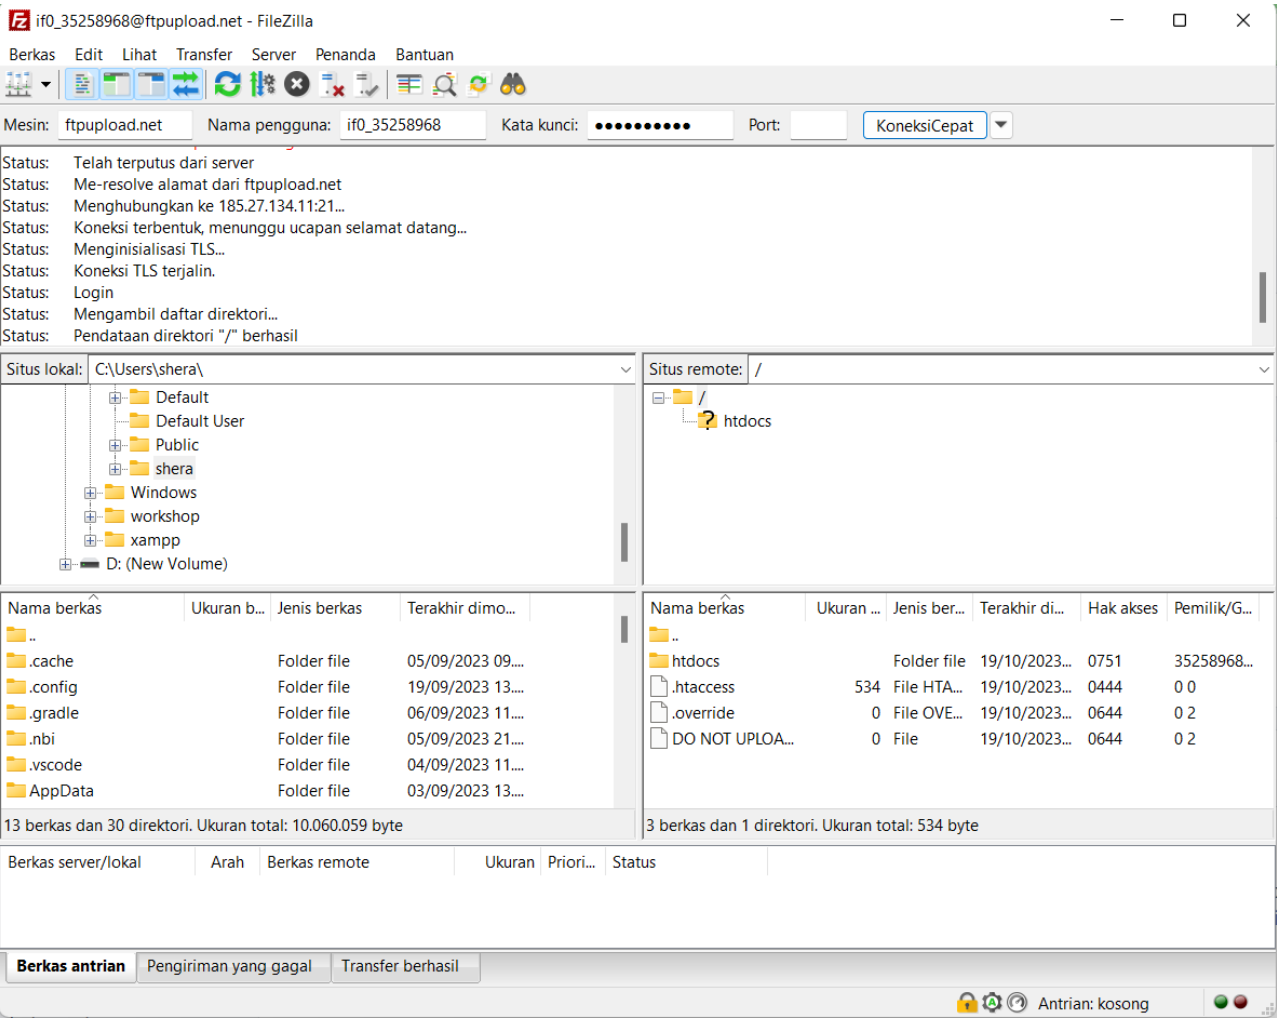 if0_35258968@ftpupload.net - FileZilla
Berkas Edit Lihat Transfer Server Penanda Bantuan
Mesin: ftpupload.net Nama pengguna: if0_35258968 Kata kunci: ●●●●●●●●●● Port: KoneksiCepat
Status: Telah terputus dari server
Status: Me-resolve alamat dari ftpupload.net
Status: Menghubungkan ke 185.27.134.11:21...
Status: Koneksi terbentuk, menunggu ucapan selamat datang...
Status: Menginisialisasi TLS...
Status: Koneksi TLS terjalin.
Status: Login
Status: Mengambil daftar direktori...
Status: Pendataan direktori "/" berhasil
Situs lokal: C:\Users\shera\
Default
Default User
Public
shera
Windows
workshop
xampp
D: (New Volume)
Situs remote: /
/
? htdocs
Nama berkas Ukuran b... Jenis berkas Terakhir dimo...
..
.cache Folder file 05/09/2023 09....
.config Folder file 19/09/2023 13....
.gradle Folder file 06/09/2023 11....
.nbi Folder file 05/09/2023 21....
.vscode Folder file 04/09/2023 11....
AppData Folder file 03/09/2023 13....
13 berkas dan 30 direktori. Ukuran total: 10.060.059 byte
Nama berkas Ukuran ... Jenis ber... Terakhir di... Hak akses Pemilik/G...
..
htdocs Folder file 19/10/2023... 0751 35258968...
.htaccess 534 File HTA... 19/10/2023... 0444 0 0
.override 0 File OVE... 19/10/2023... 0644 0 2
DO NOT UPLOA... 0 File 19/10/2023... 0644 0 2
3 berkas dan 1 direktori. Ukuran total: 534 byte
Berkas server/lokal Arah Berkas remote Ukuran Priori... Status
Berkas antrian Pengiriman yang gagal Transfer berhasil
Antrian: kosong